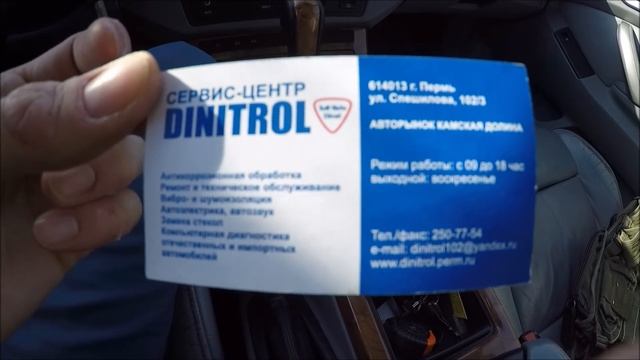 СЕРВИС-ЦЕНТР
DINITROL
Антикоррозионная обработка
Ремонт и техническое обслуживание
Вибро- и шумоизоляция
Автоэлектрика, автозвук
Замена стекол
Компьютерная диагностика
отечественных и импортных
автомобилей
614013 г. Пермь
ул. Спешилова, 102/3
АВТОРЫНОК КАМСКАЯ ДОЛИНА
Режим работы: с 09 до 18 час
выходной: воскресенье
Тел./факс: 250-77-54
e-mail: dinitrol102@yandex.ru
www.dinitrol.perm.ru